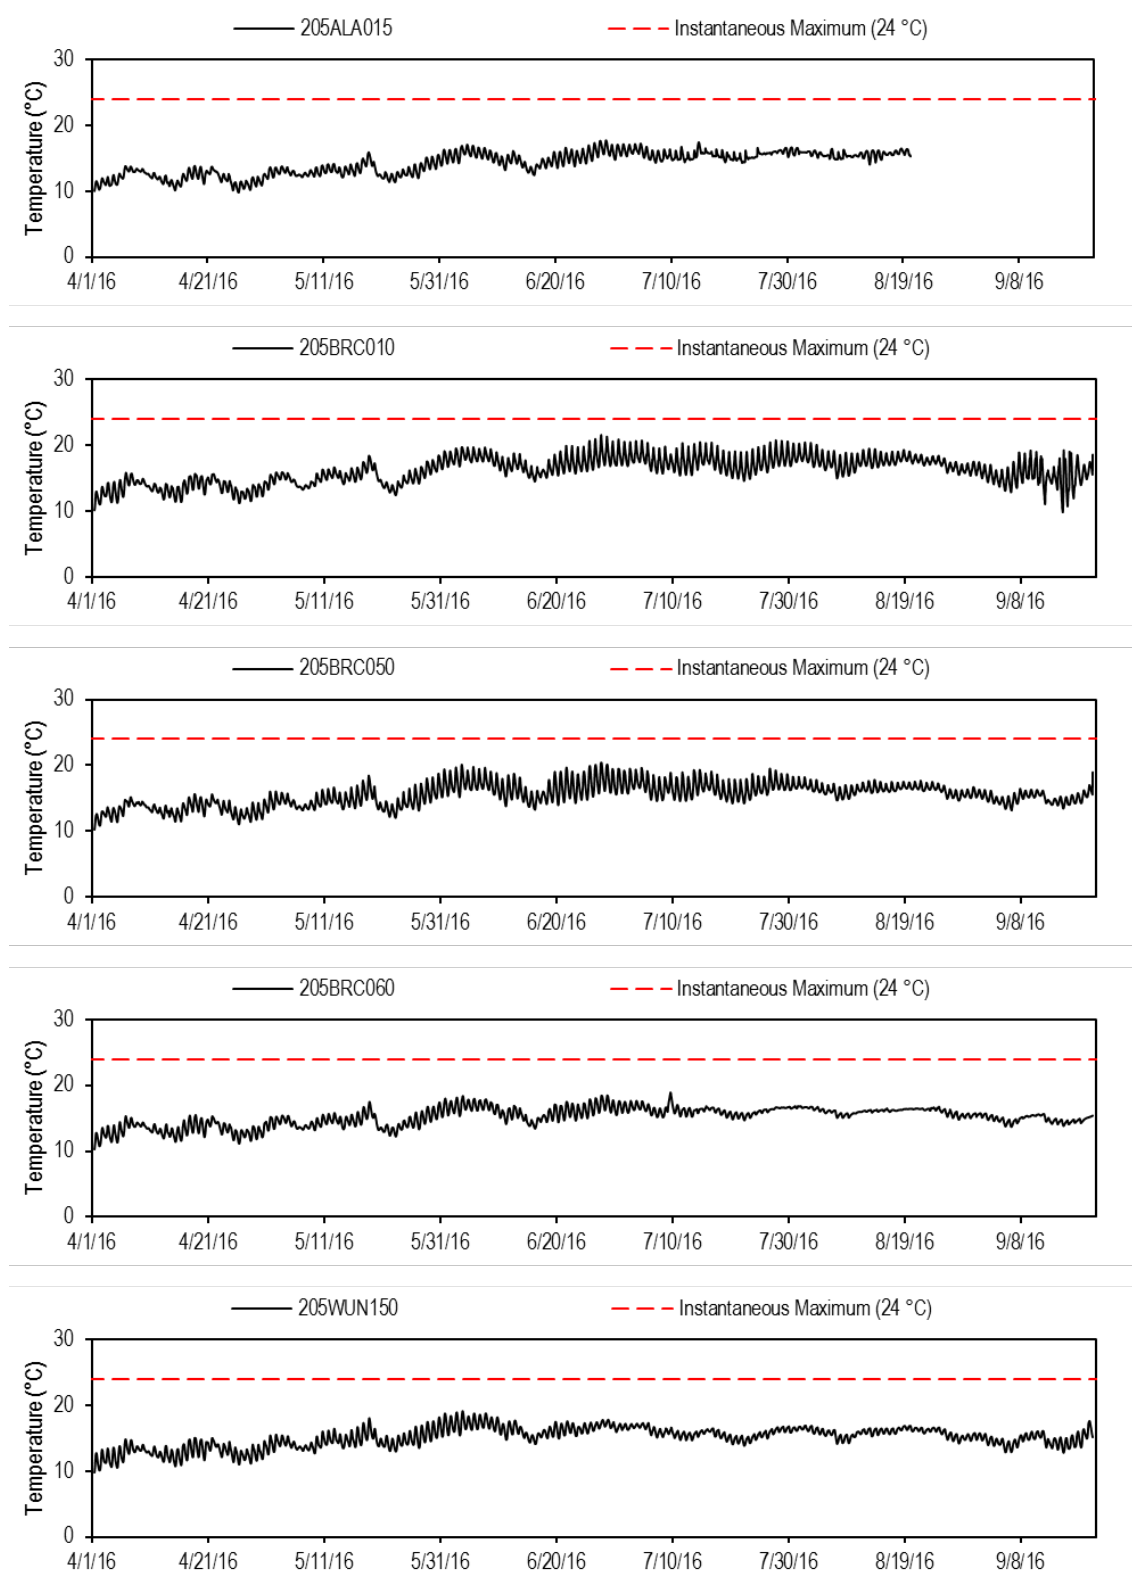 205ALA015 Instantaneous Maximum (24 °C)
Temperature (°C)
30
20
10
0
4/1/16 4/21/16 5/11/16 5/31/16 6/20/16 7/10/16 7/30/16 8/19/16 9/8/16
205BRC010 Instantaneous Maximum (24 °C)
Temperature (°C)
30
20
10
0
4/1/16 4/21/16 5/11/16 5/31/16 6/20/16 7/10/16 7/30/16 8/19/16 9/8/16
205BRC050 Instantaneous Maximum (24 °C)
Temperature (°C)
30
20
10
0
4/1/16 4/21/16 5/11/16 5/31/16 6/20/16 7/10/16 7/30/16 8/19/16 9/8/16
205BRC060 Instantaneous Maximum (24 °C)
Temperature (°C)
30
20
10
0
4/1/16 4/21/16 5/11/16 5/31/16 6/20/16 7/10/16 7/30/16 8/19/16 9/8/16
205WUN150 Instantaneous Maximum (24 °C)
Temperature (°C)
30
20
10
0
4/1/16 4/21/16 5/11/16 5/31/16 6/20/16 7/10/16 7/30/16 8/19/16 9/8/16